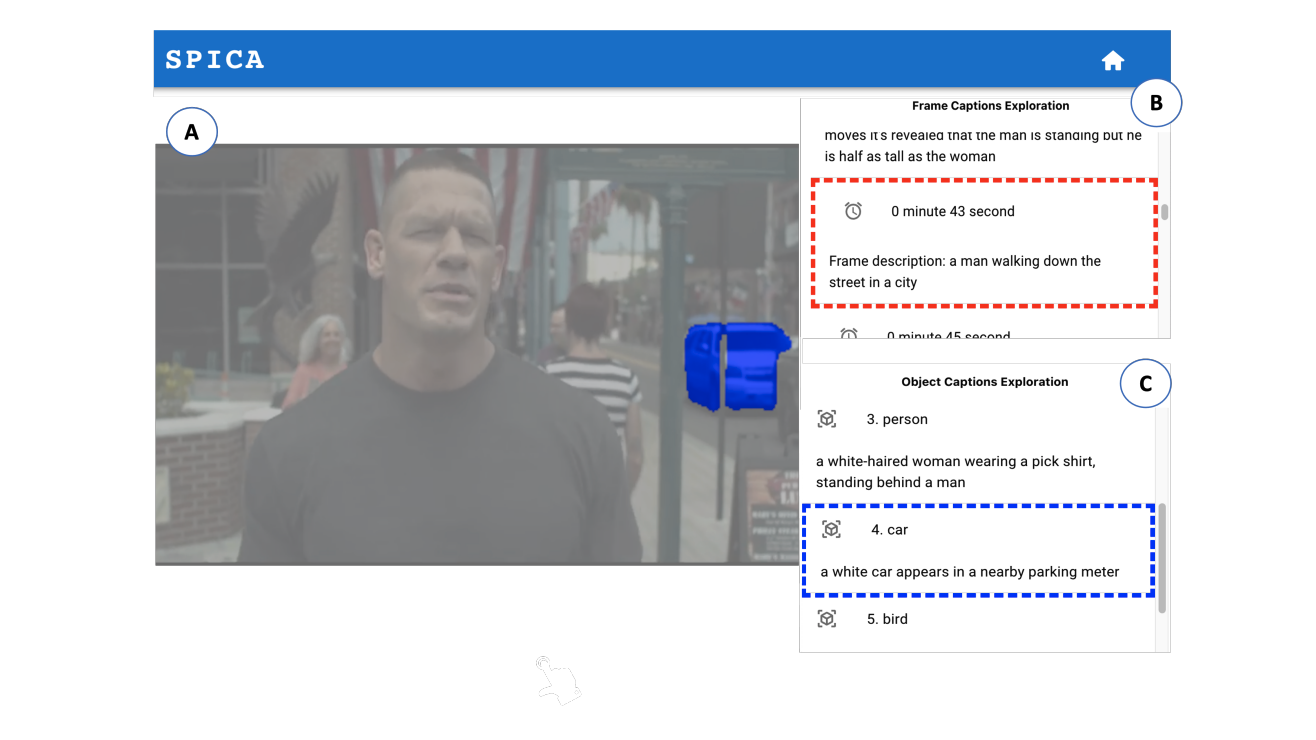 SPICA
A
B
Frame Captions Exploration
moves it's revealed that the man is standing but he
is half as tall as the woman
0 minute 43 second
Frame description: a man walking down the
street in a city
0 minute 45 second
C
Object Captions Exploration
3. person
a white-haired woman wearing a pick shirt,
standing behind a man
4. car
a white car appears in a nearby parking meter
5. bird